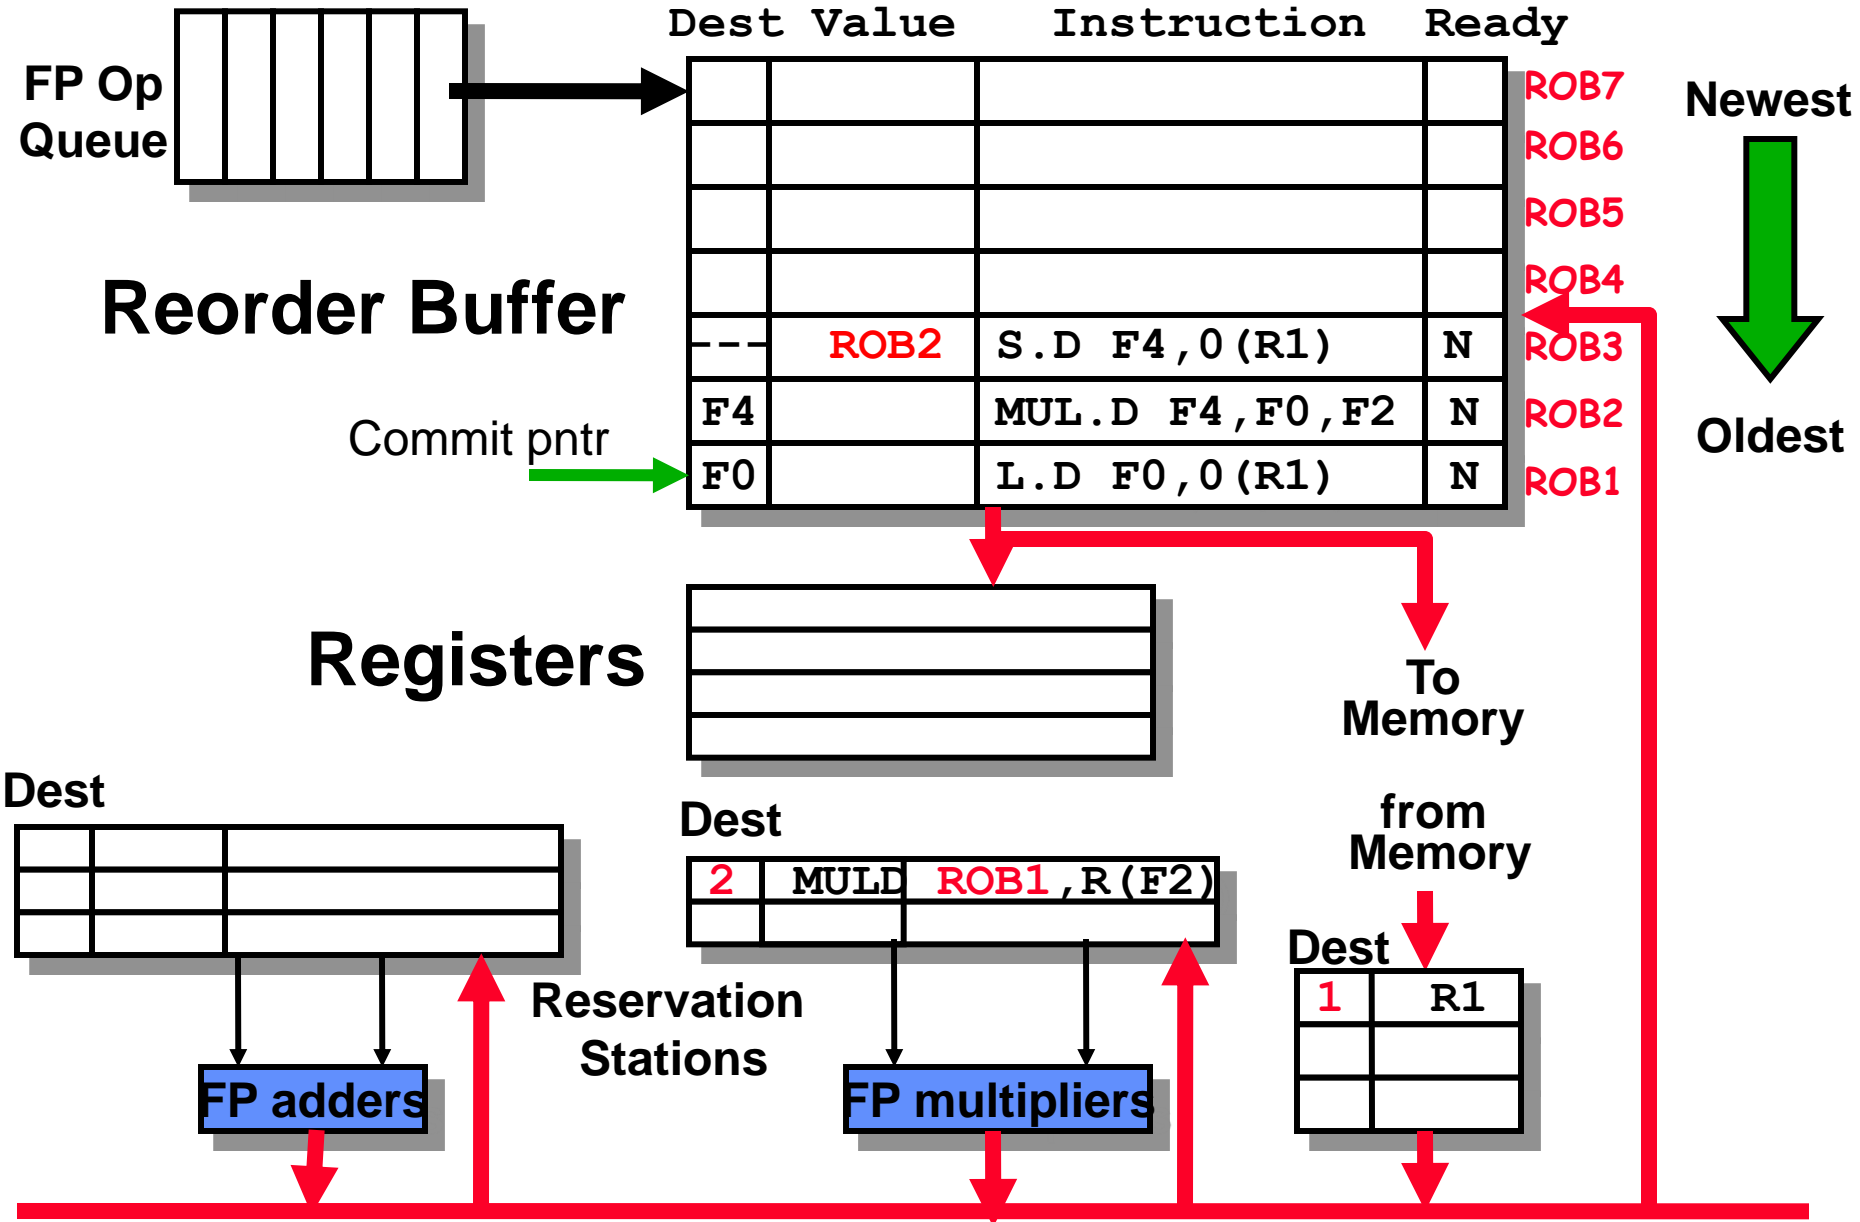 Dest Value Instruction Ready
FP Op
Queue
ROB7
Newest
ROB6
ROB5
Reorder Buffer
ROB4
--- ROB2 S.D F4,0(R1) N ROB3
F4 MUL.D F4,F0,F2 N ROB2
Oldest
Commit pntr
F0 L.D F0,0(R1) N ROB1
Registers
To
Memory
from
Memory
Dest
Dest
2 MULD ROB1,R(F2)
Dest
1 R1
Reservation
Stations
FP adders
FP multipliers